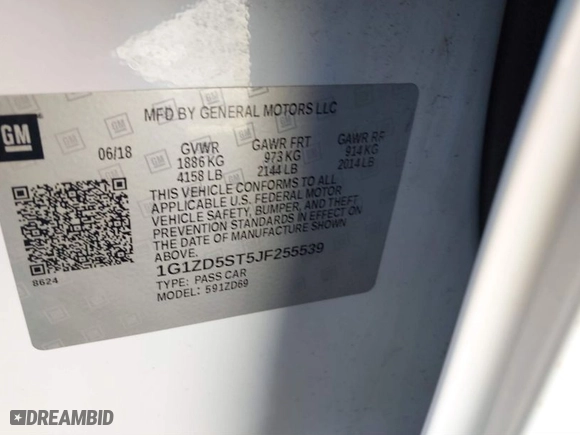 GM
MFD BY GENERAL MOTORS LLC
06/18 GVWR GAWR FRT GAWR RR
1886 KG 973 KG 914 KG
4158 LB 2144 LB 2014 LB
THIS VEHICLE CONFORMS TO ALL
APPLICABLE U.S. FEDERAL MOTOR
VEHICLE SAFETY, BUMPER, AND THEFT
PREVENTION STANDARDS IN EFFECT ON
THE DATE OF MANUFACTURE SHOWN
ABOVE.
8624
1G1ZD5ST5JF255539
TYPE: PASS CAR
MODEL: 591ZD69
DREAMBID